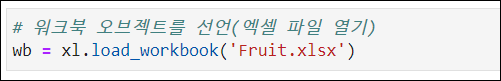 # 워크북 오브젝트를 선언(엑셀 파일 열기)
wb = xl.load_workbook('Fruit.xlsx')